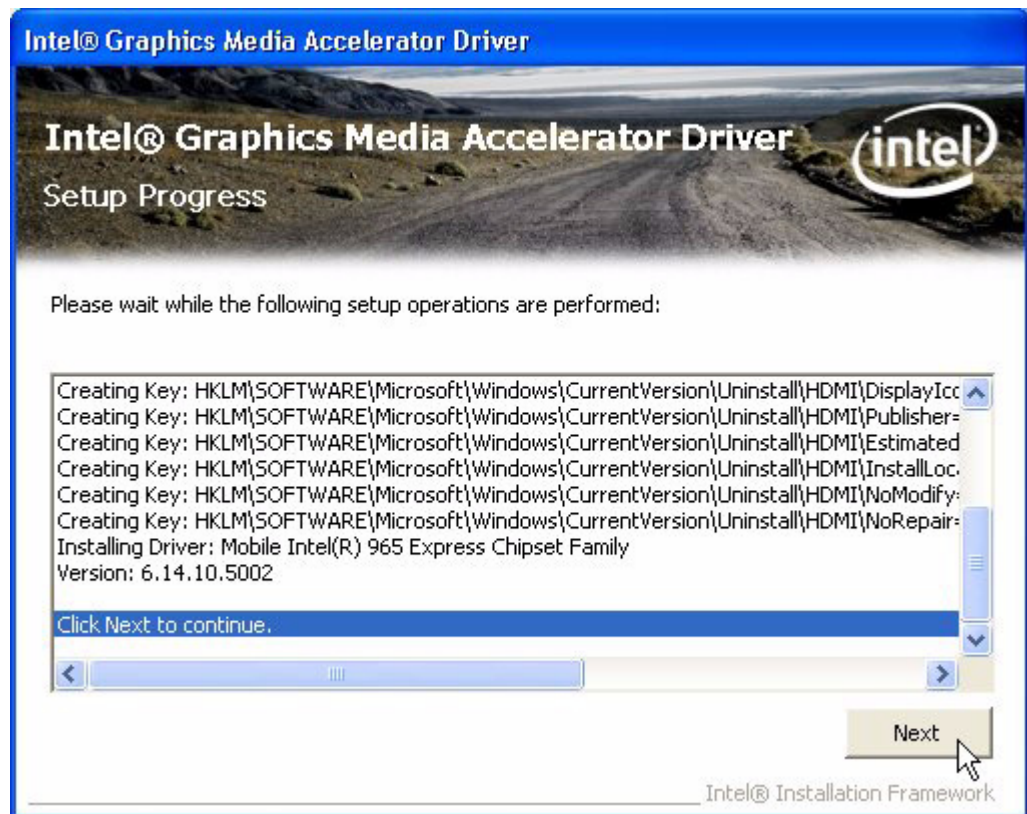 Intel® Graphics Media Accelerator Driver
Intel® Graphics Media Accelerator Driver
intel
Setup Progress
Please wait while the following setup operations are performed:
Creating Key: HKLM\SOFTWARE\Microsoft\Windows\CurrentVersion\Uninstall\HDMI\DisplayIcc
Creating Key: HKLM\SOFTWARE\Microsoft\Windows\CurrentVersion\Uninstall\HDMI\Publisher=
Creating Key: HKLM\SOFTWARE\Microsoft\Windows\CurrentVersion\Uninstall\HDMI\Estimated
Creating Key: HKLM\SOFTWARE\Microsoft\Windows\CurrentVersion\Uninstall\HDMI\InstallLoc
Creating Key: HKLM\SOFTWARE\Microsoft\Windows\CurrentVersion\Uninstall\HDMI\NoModify=
Creating Key: HKLM\SOFTWARE\Microsoft\Windows\CurrentVersion\Uninstall\HDMI\NoRepair=
Installing Driver: Mobile Intel(R) 965 Express Chipset Family
Version: 6.14.10.5002
Click Next to continue.
Next
Intel® Installation Framework